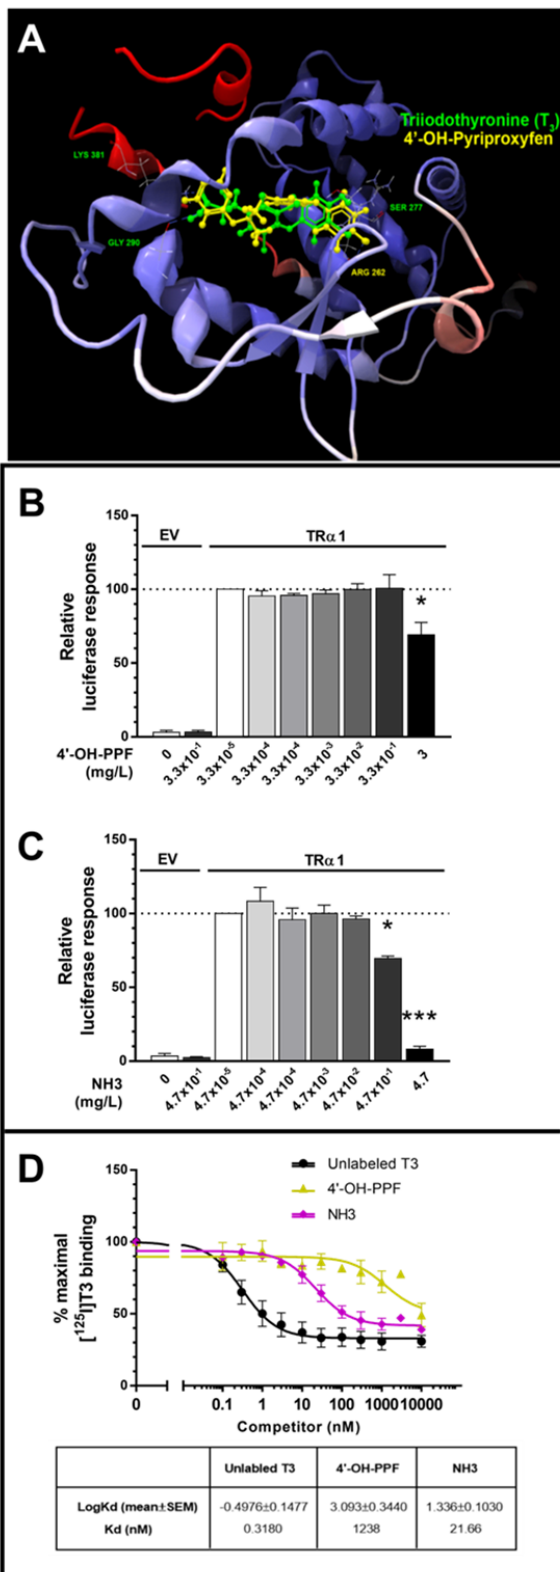 A
Triiodothyronine (T3)
4'-OH-Pyriproxyfen
LYS 381
SER 277
GLY 290
ARG 262
B
150
EV
TRα1
100
*
50
0
Relative
luciferase response
4'-OH-PPF
(mg/L)
0
3.3x10-1
3.3x10-5
3.3x10-4
3.3x10-4
3.3x10-3
3.3x10-2
3.3x10-1
3
C
150
EV
TRα1
100
*
50
***
0
Relative
luciferase response
NH3
(mg/L)
0
4.7x10-1
4.7x10-5
4.7x10-4
4.7x10-4
4.7x10-3
4.7x10-2
4.7x10-1
4.7
D
Unlabeled T3
4'-OH-PPF
NH3
150
100
50
0
% maximal
[125I]T3 binding
0 0.1 1 10 100 1000 10000
Competitor (nM)
Unlabled T3 4'-OH-PPF NH3
LogKd (mean±SEM) -0.4976±0.1477 3.093±0.3440 1.336±0.1030
Kd (nM) 0.3180 1238 21.66